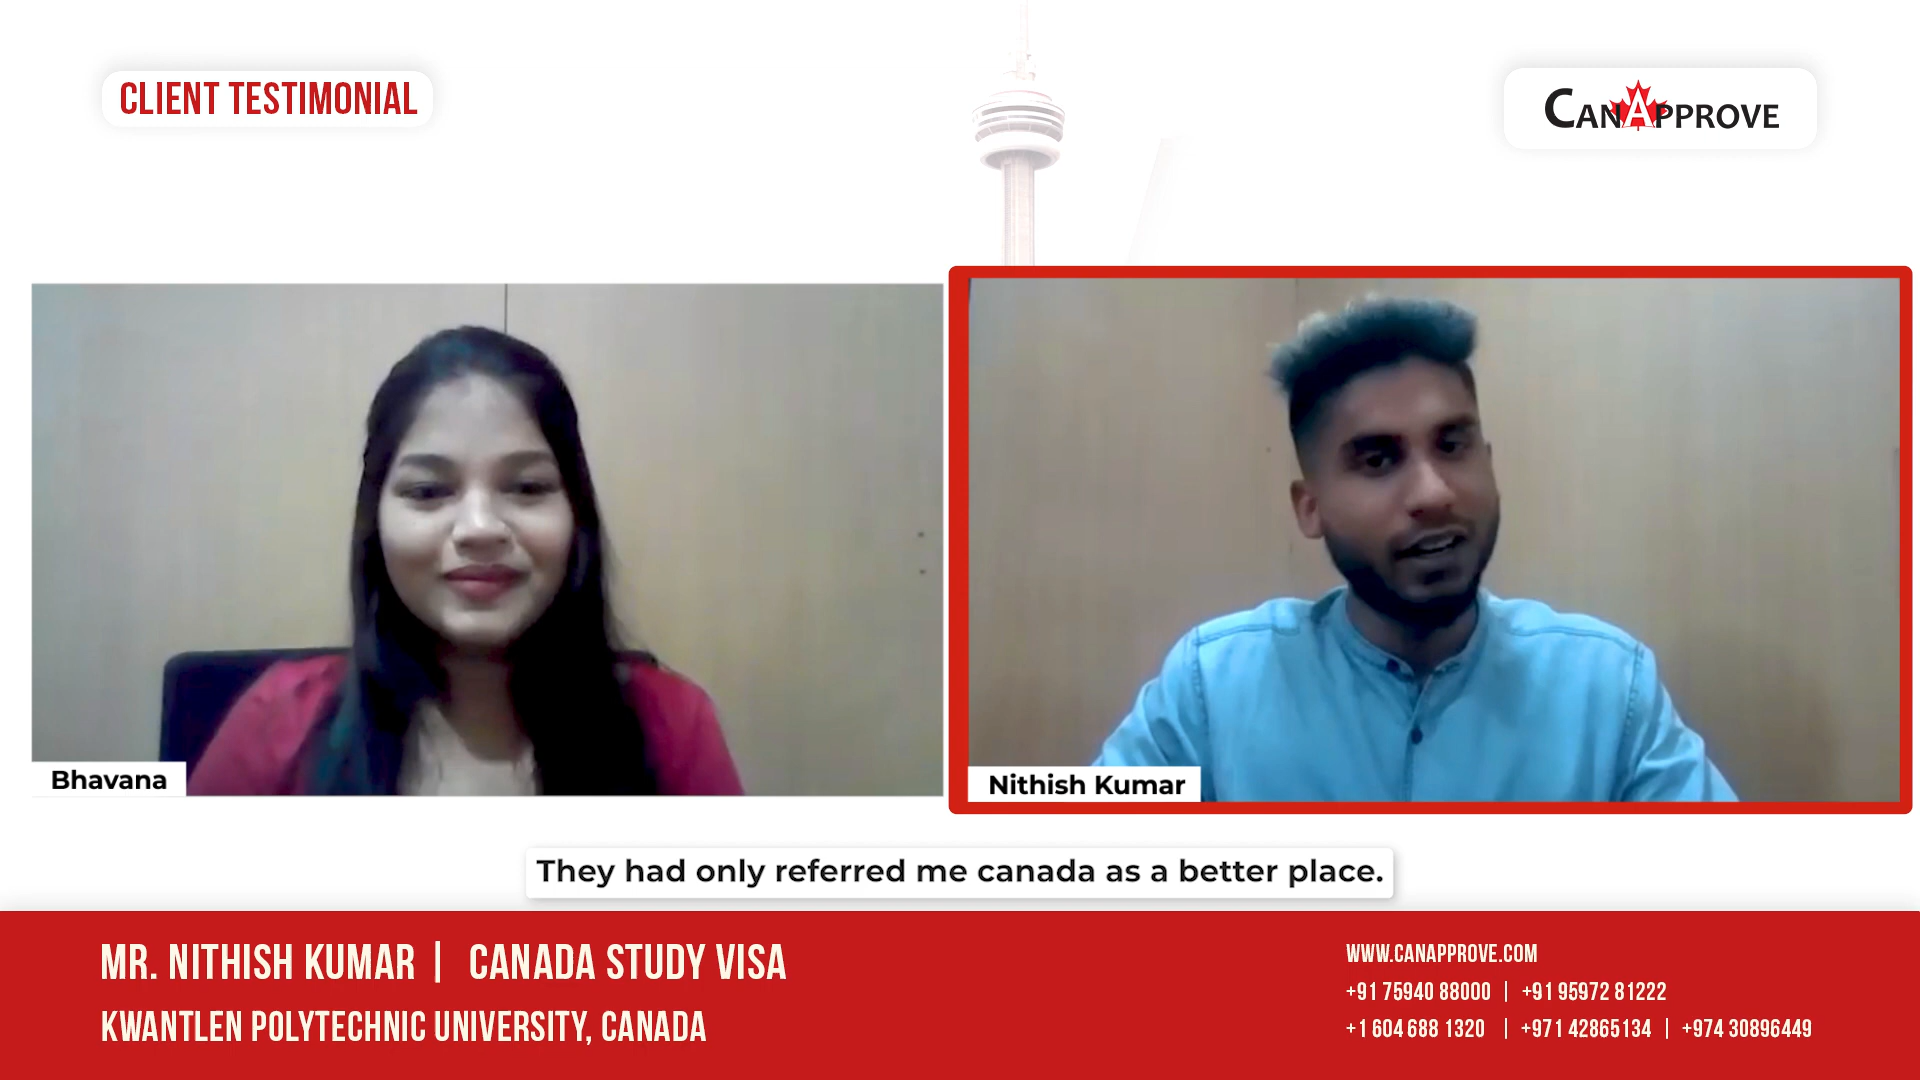 CLIENT TESTIMONIAL
CANAPPROVE
Bhavana
Nithish Kumar
They had only referred me canada as a better place.
MR. NITHISH KUMAR | CANADA STUDY VISA
KWANTLEN POLYTECHNIC UNIVERSITY, CANADA
WWW.CANAPPROVE.COM
+91 75940 88000 | +91 95972 81222
+1 604 688 1320 | +971 42865134 | +974 30896449